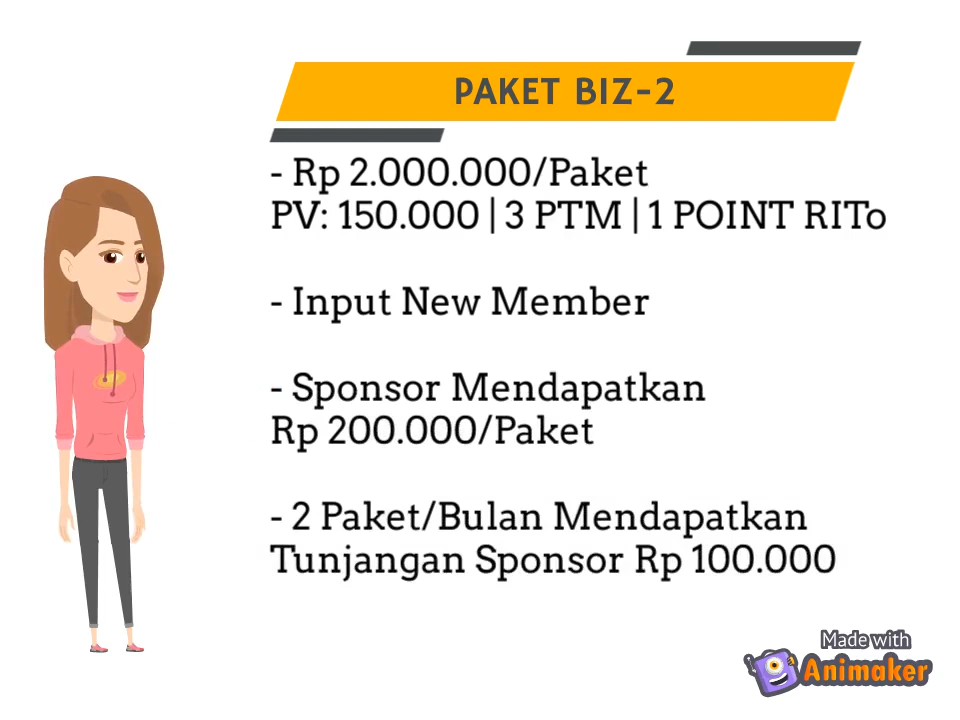 PAKET BIZ-2
- Rp 2.000.000/Paket
PV: 150.000 | 3 PTM | 1 POINT RITo
- Input New Member
- Sponsor Mendapatkan
Rp 200.000/Paket
- 2 Paket/Bulan Mendapatkan
Tunjangan Sponsor Rp 100.000
Made with
Animaker